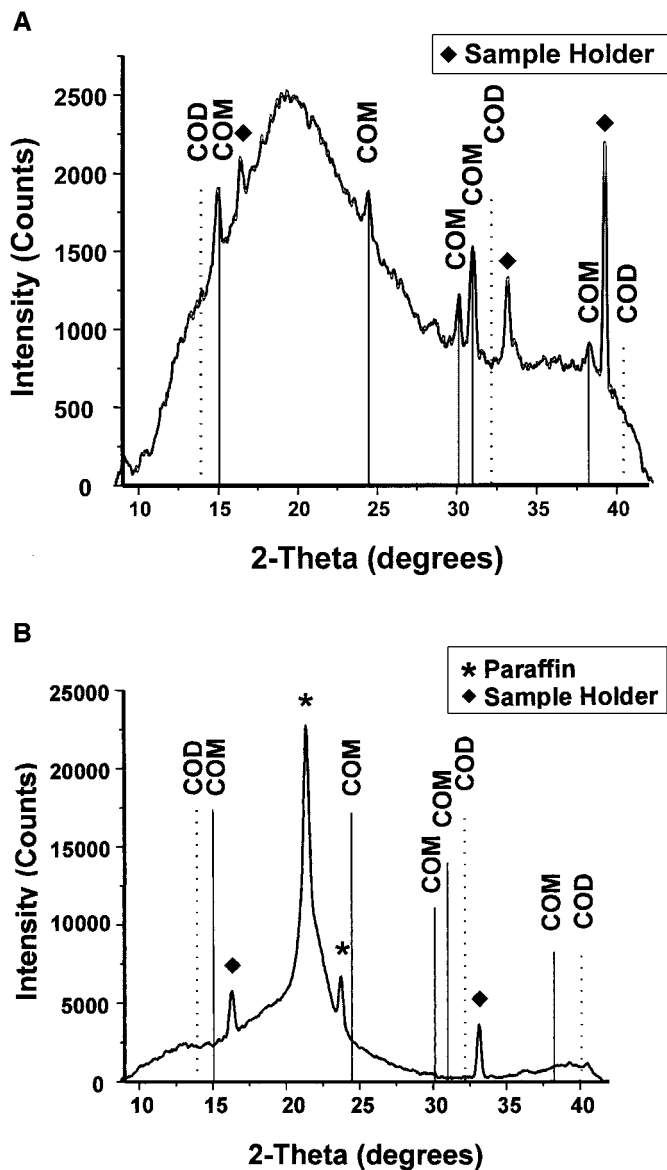 A
◆ Sample Holder
Intensity (Counts)
2500
2000
1500
1000
500
0
COD
COM
◆
COM
COM
COM
COD
◆
COM
◆
COD
10 15 20 25 30 35 40
2-Theta (degrees)
B
* Paraffin
◆ Sample Holder
Intensity (Counts)
25000
20000
15000
10000
5000
0
COD
COM
◆
*
*
COM
COM
COM
COD
◆
COM
COD
10 15 20 25 30 35 40
2-Theta (degrees)